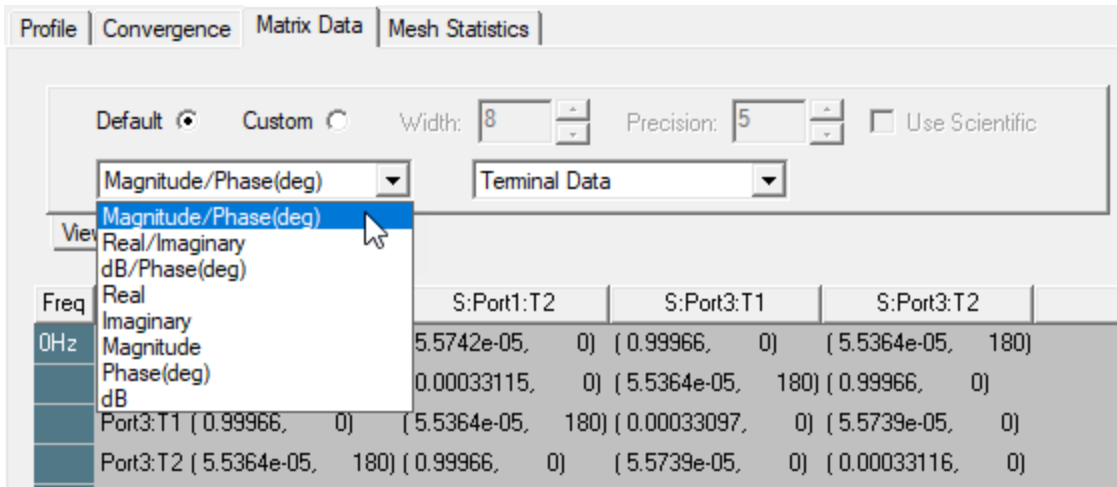 Profile Convergence Matrix Data Mesh Statistics
Default Custom Width: 8 Precision: 5 Use Scientific
Magnitude/Phase(deg) Terminal Data
Magnitude/Phase(deg)
Real/Imaginary
dB/Phase(deg)
Real
Imaginary
Magnitude
Phase(deg)
dB
Freq S:Port1:T2 S:Port3:T1 S:Port3:T2
0Hz 5.5742e-05, 0) ( 0.99966, 0) ( 5.5364e-05, 180)
0.00033115, 0) ( 5.5364e-05, 180) ( 0.99966, 0)
Port3:T1 ( 0.99966, 0) ( 5.5364e-05, 180) ( 0.00033097, 0) ( 5.5739e-05, 0)
Port3:T2 ( 5.5364e-05, 180) ( 0.99966, 0) ( 5.5739e-05, 0) ( 0.00033116, 0)